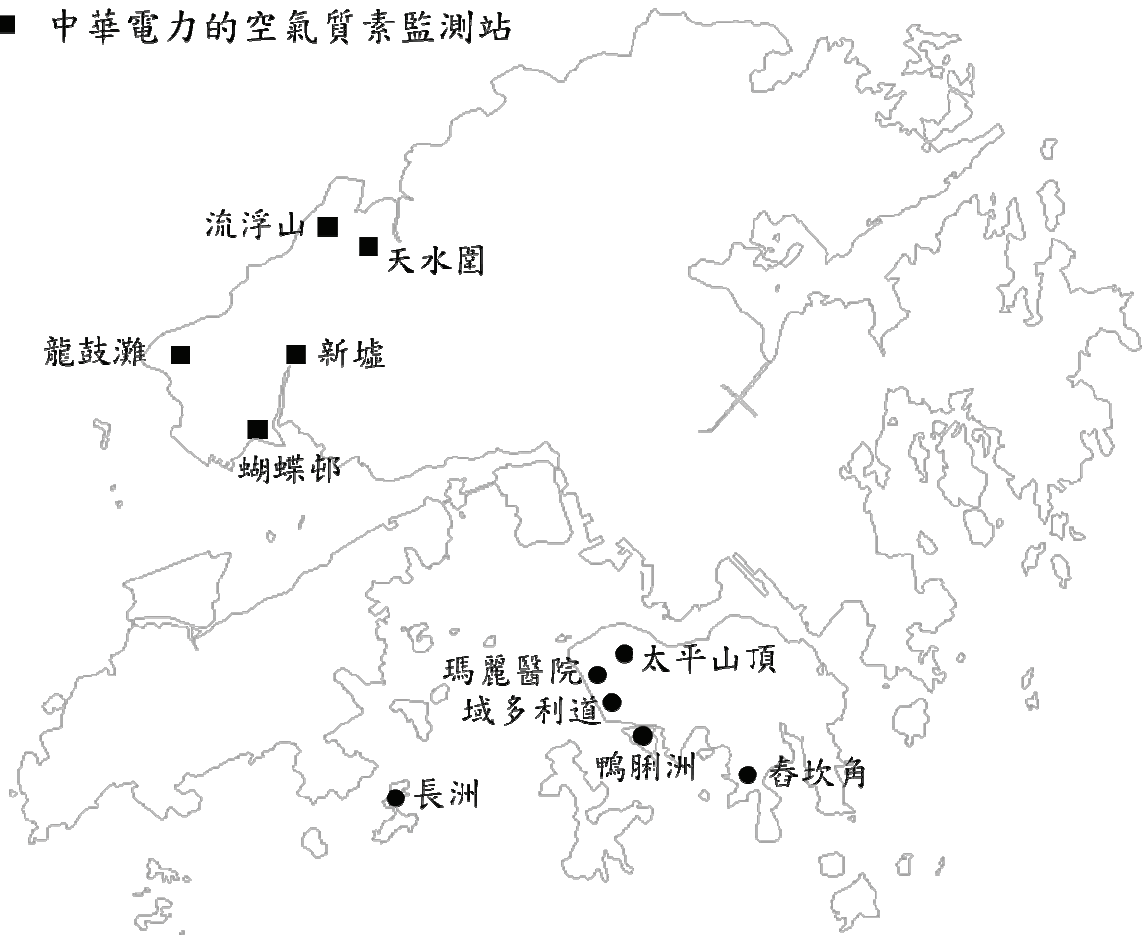 中華電力的空氣質素監測站
流浮山
天水圍
龍鼓灘
新墟
蝴蝶邨
太平山頂
瑪麗醫院
域多利道
鴨脷洲
舂坎角
長洲